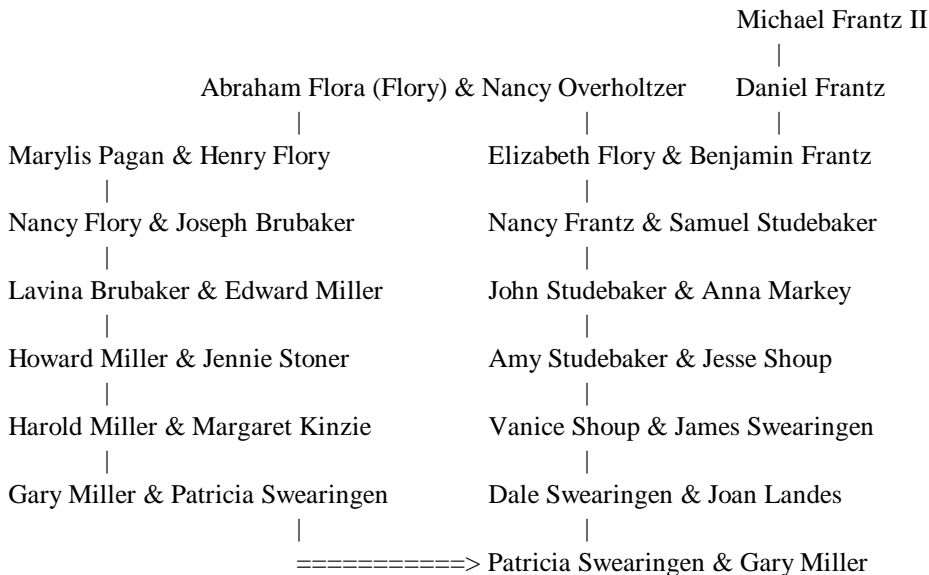 Michael Frantz II
|
Abraham Flora (Flory) & Nancy Overholtzer Daniel Frantz
| | |
Marylis Pagan & Henry Flory Elizabeth Flory & Benjamin Frantz
| |
Nancy Flory & Joseph Brubaker Nancy Frantz & Samuel Studebaker
| |
Lavina Brubaker & Edward Miller John Studebaker & Anna Markey
| |
Howard Miller & Jennie Stoner Amy Studebaker & Jesse Shoup
| |
Harold Miller & Margaret Kinzie Vanice Shoup & James Swearingen
| |
Gary Miller & Patricia Swearingen Dale Swearingen & Joan Landes
| |
===========> Patricia Swearingen & Gary Miller